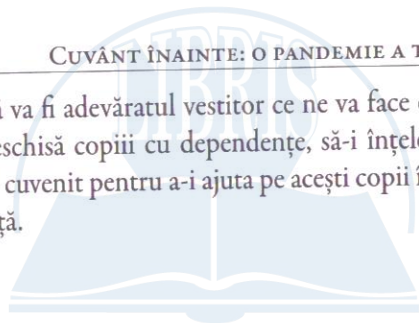 CUVÂNT ÎNAINTE: O PANDEMIE A
LIBRIS
va fi adevăratul vestitor ce ne va face
copiii cu dependențe, să-i
cuvenit pentru a-i ajuta pe acești copii